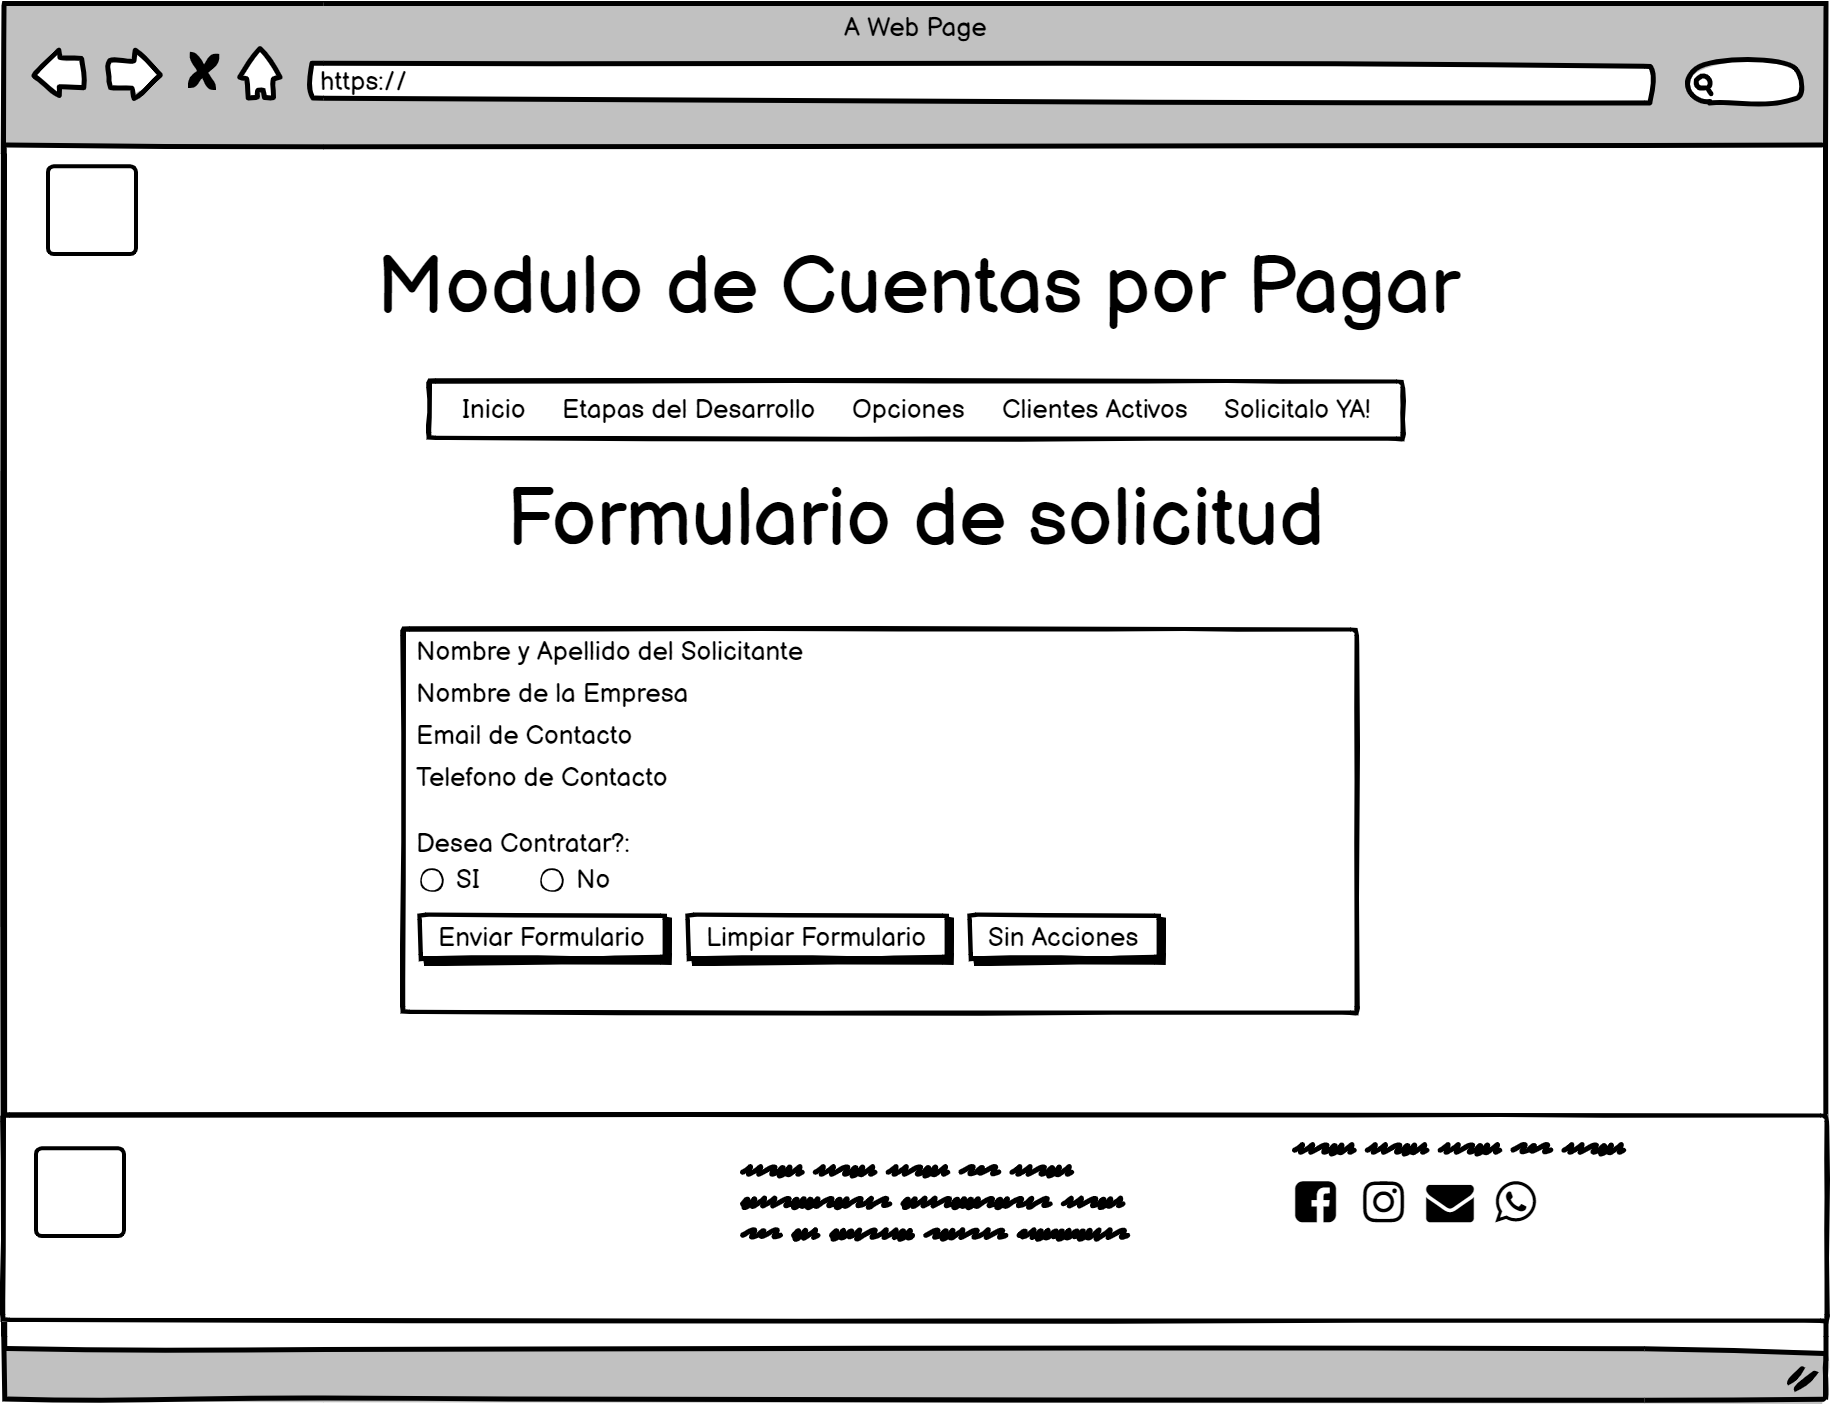 A Web Page
https://
Modulo de Cuentas por Pagar
Inicio Etapas del Desarrollo Opciones Clientes Activos Solicitalo YA!
Formulario de solicitud
Nombre y Apellido del Solicitante
Nombre de la Empresa
Email de Contacto
Telefono de Contacto
Desea Contratar?:
SI No
Enviar Formulario Limpiar Formulario Sin Acciones